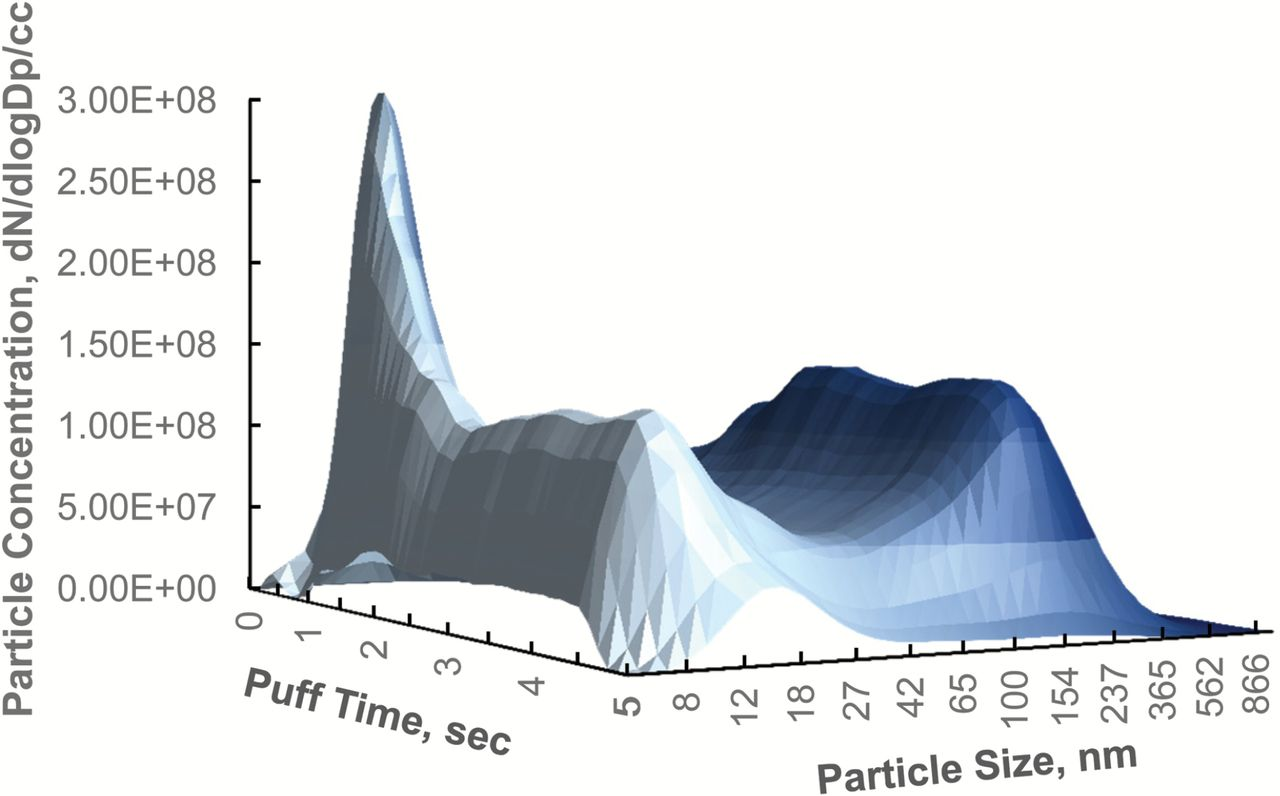 Particle Concentration, dN/dlogDp/cc
3.00E+08
2.50E+08
2.00E+08
1.50E+08
1.00E+08
5.00E+07
0.00E+00
0
1
2
3
4
Puff Time, sec
5
8
12
18
27
42
65
100
154
237
365
562
866
Particle Size, nm